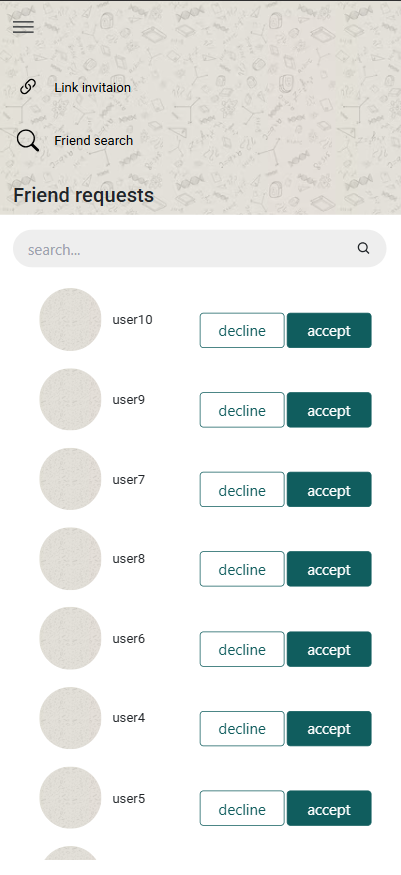 Link invitaion
Friend search
Friend requests
search...
user10
decline accept
user9
decline accept
user7
decline accept
user8
decline accept
user6
decline accept
user4
decline accept
user5
decline accept